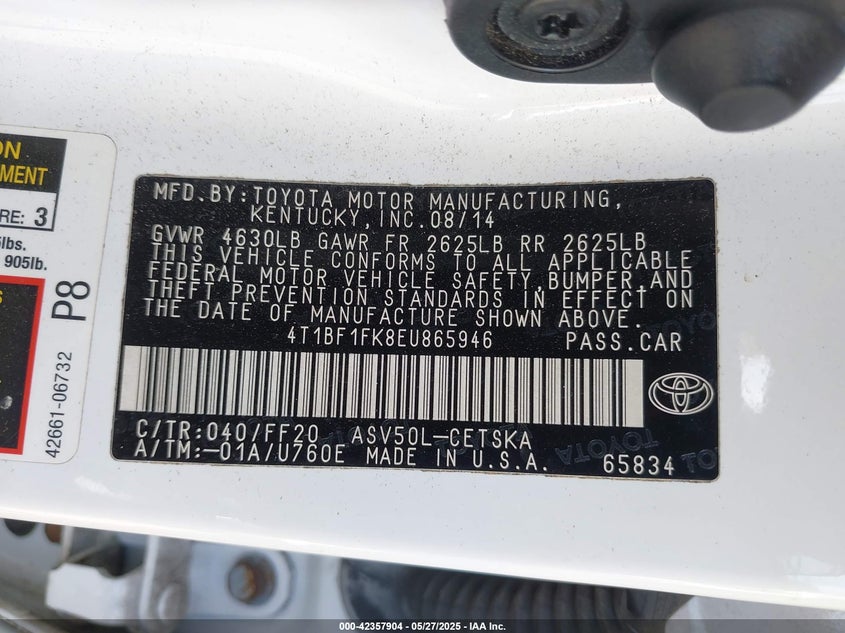 ON
MENT
RE: 3
lbs.
905lb.
P8
42661-06732
MFD.BY:TOYOTA MOTOR MANUFACTURING,
KENTUCKY,INC.08/14
GVWR 4630LB GAWR FR 2625LB RR 2625LB
THIS VEHICLE CONFORMS TO ALL APPLICABLE
FEDERAL MOTOR VEHICLE SAFETY,BUMPER,AND
THEFT PREVENTION STANDARDS IN EFFECT ON
THE DATE OF MANUFACTURE SHOWN ABOVE.
4T1BF1FK8EU865946 PASS.CAR
C/TR:040/FF20 ASV50L-CETSKA
A/TM:-01A/U760E MADE IN U.S.A. 65834
000-42357904 | 05/27/2025 | IAA Inc.